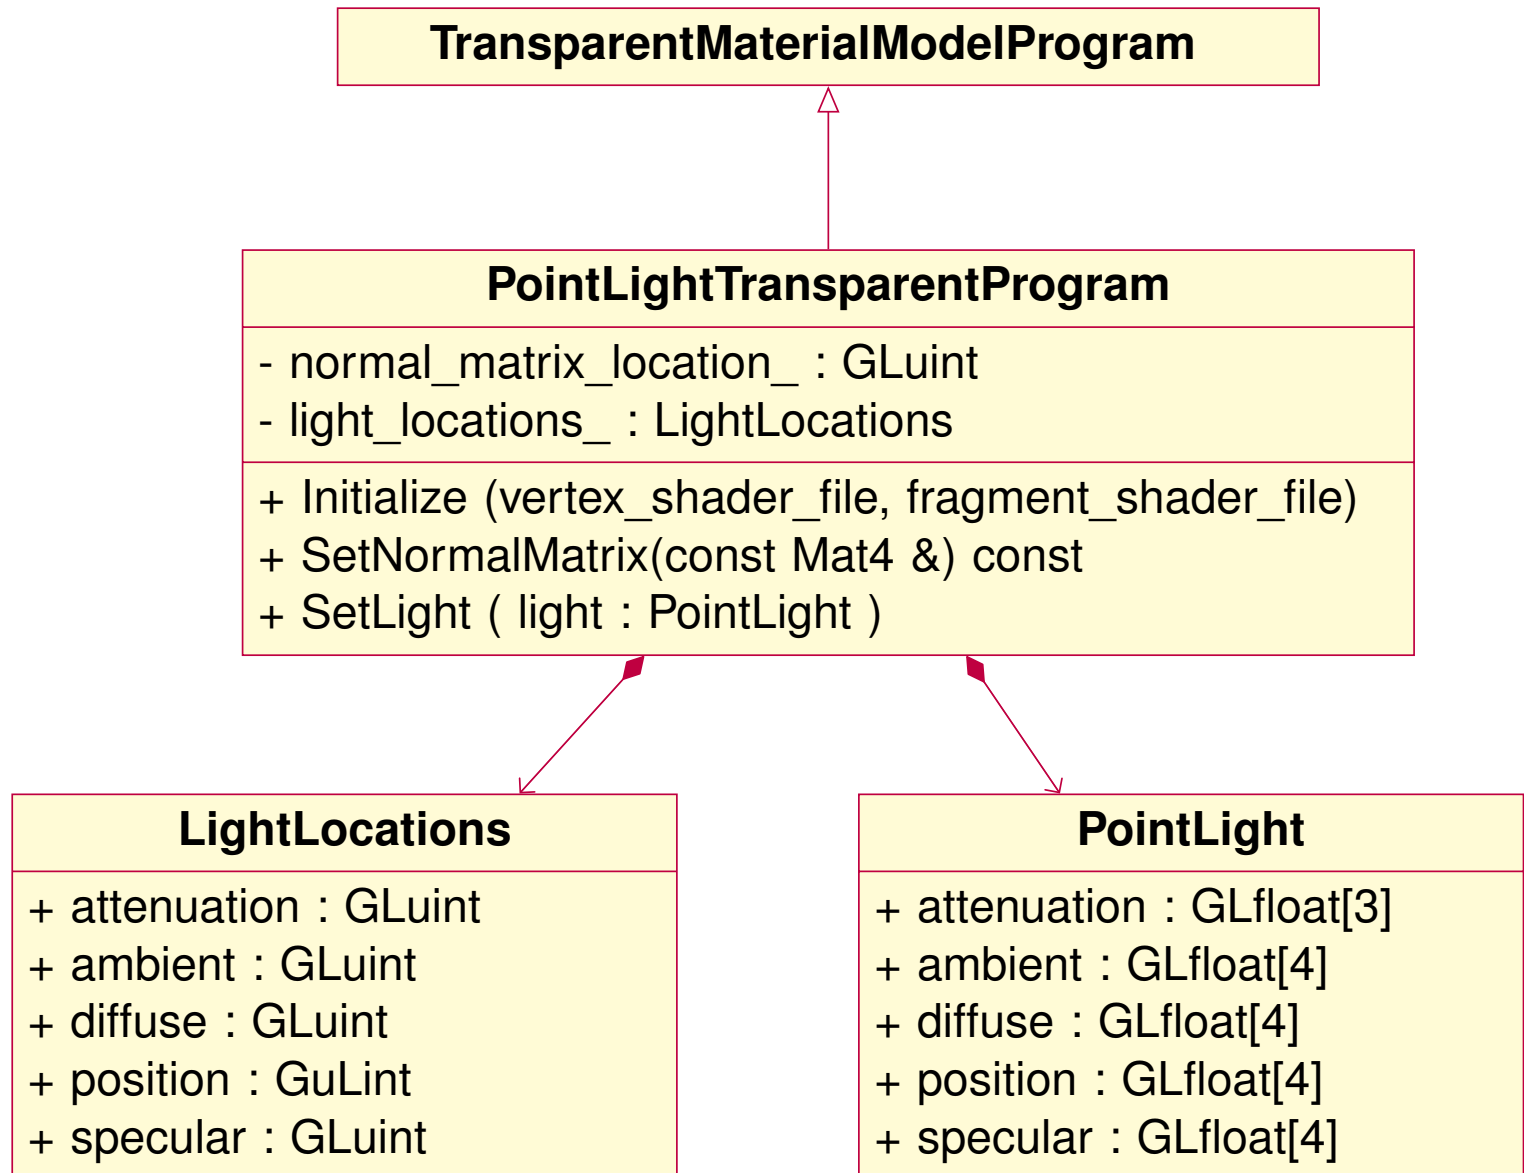 TransparentMaterialModelProgram
PointLightTransparentProgram
- normal_matrix_location_ : GLuint
- light_locations_ : LightLocations
+ Initialize (vertex_shader_file, fragment_shader_file)
+ SetNormalMatrix(const Mat4 &) const
+ SetLight ( light : PointLight )
LightLocations
+ attenuation : GLuint
+ ambient : GLuint
+ diffuse : GLuint
+ position : GuLint
+ specular : GLuint
PointLight
+ attenuation : GLfloat[3]
+ ambient : GLfloat[4]
+ diffuse : GLfloat[4]
+ position : GLfloat[4]
+ specular : GLfloat[4]